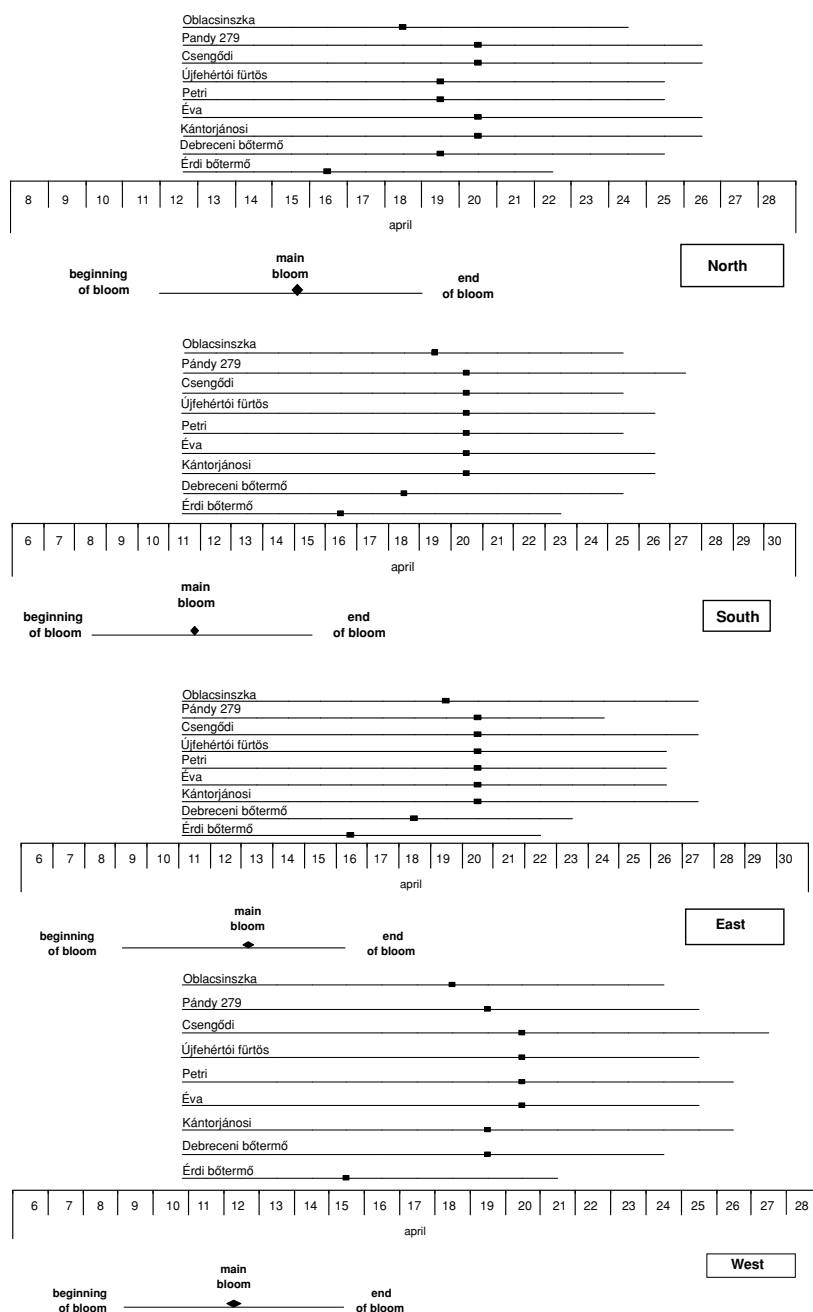 Oblacsinszka
Pandy 279
Csengődi
Újfehértói fürtös
Petri
Éva
Kántorjánosi
Debreceni bőtermő
Érdi bőtermő
8 9 10 11 12 13 14 15 16 17 18 19 20 21 22 23 24 25 26 27 28
april
main
bloom
beginning
of bloom
end
of bloom
North
Oblacsinszka
Pándy 279
Csengődi
Újfehértói fürtös
Petri
Éva
Kántorjánosi
Debreceni bőtermő
Érdi bőtermő
6 7 8 9 10 11 12 13 14 15 16 17 18 19 20 21 22 23 24 25 26 27 28 29 30
april
main
bloom
beginning
of bloom
end
of bloom
South
Oblacsinszka
Pándy 279
Csengődi
Újfehértói fürtös
Petri
Éva
Kántorjánosi
Debreceni bőtermő
Érdi bőtermő
6 7 8 9 10 11 12 13 14 15 16 17 18 19 20 21 22 23 24 25 26 27 28 29 30
april
main
bloom
beginning
of bloom
end
of bloom
East
Oblacsinszka
Pándy 279
Csengődi
Újfehértói fürtös
Petri
Éva
Kántorjánosi
Debreceni bőtermő
Érdi bőtermő
6 7 8 9 10 11 12 13 14 15 16 17 18 19 20 21 22 23 24 25 26 27 28
april
main
bloom
beginning
of bloom
end
of bloom
West